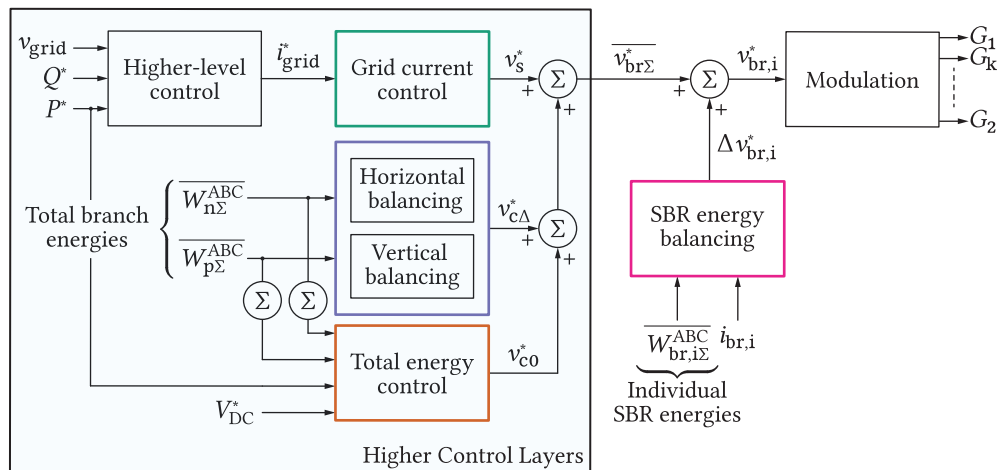 v_grid
Q*
P*
Higher-level
control
i*_grid
Grid current
control
v*_s
Σ
+
+
v*_brΣ
Σ
+
+
v*_br,i
Modulation
G_1
G_k
G_2
Δv*_br,i
Total branch
energies
W^ABC_nΣ
W^ABC_pΣ
Horizontal
balancing
Vertical
balancing
v*_cΔ
Σ
+
+
Σ
Σ
SBR energy
balancing
Total energy
control
v*_c0
V*_DC
W^ABC_br,iΣ
i_br,i
Individual
SBR energies
Higher Control Layers